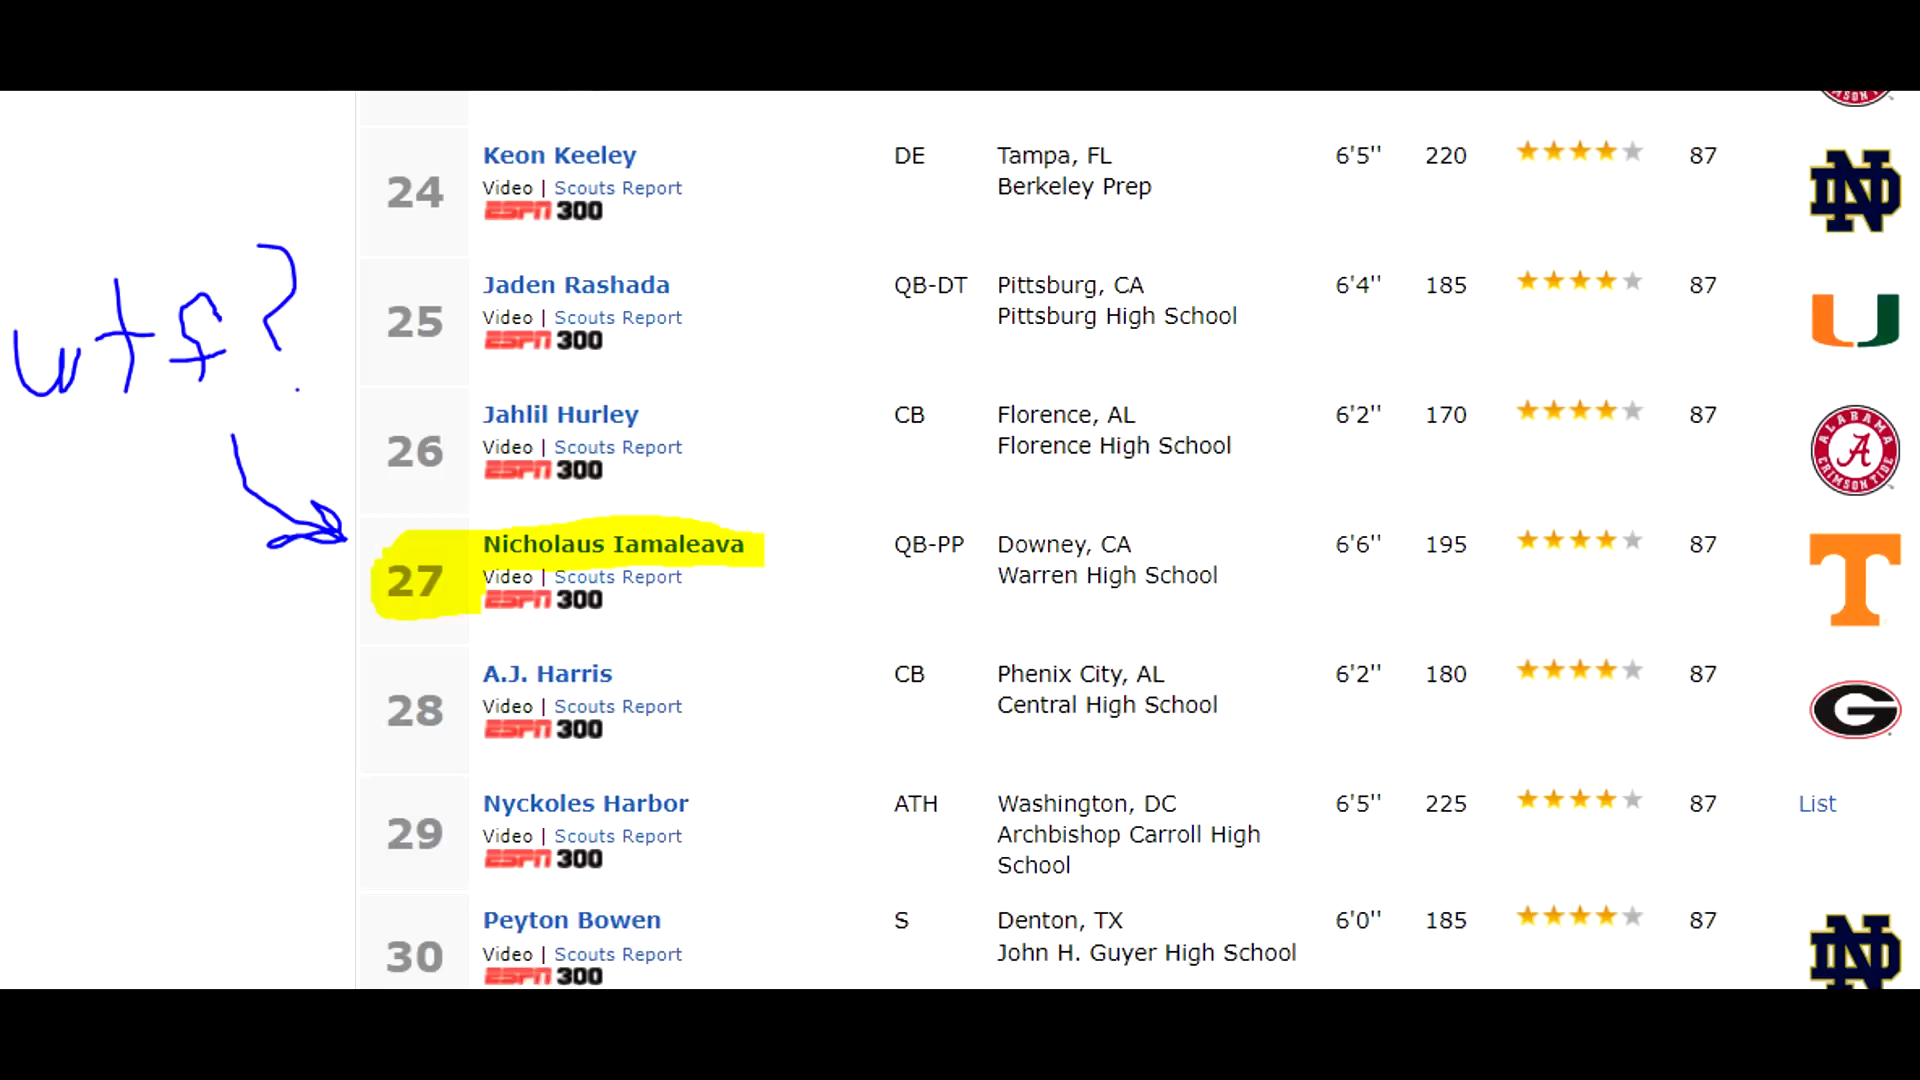 24
Keon Keeley
DE
Tampa, FL
6'5''
220
87
Video | Scouts Report
Berkeley Prep
ESPN 300
ND
wtf?
25
Jaden Rashada
QB-DT
Pittsburg, CA
6'4''
185
87
Video | Scouts Report
Pittsburg High School
ESPN 300
U
26
Jahlil Hurley
CB
Florence, AL
6'2''
170
87
Video | Scouts Report
Florence High School
ESPN 300
ALABAMA
A
CRIMSON TIDE
27
Nicholaus Iamaleava
QB-PP
Downey, CA
6'6''
195
87
Video | Scouts Report
Warren High School
ESPN 300
T
28
A.J. Harris
CB
Phenix City, AL
6'2''
180
87
Video | Scouts Report
Central High School
ESPN 300
G
29
Nyckoles Harbor
ATH
Washington, DC
6'5''
225
87
List
Video | Scouts Report
Archbishop Carroll High
School
ESPN 300
30
Peyton Bowen
S
Denton, TX
6'0''
185
87
Video | Scouts Report
John H. Guyer High School
ESPN 300
ND